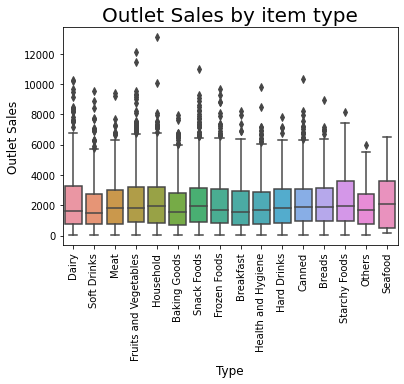 Outlet Sales by item type
Outlet Sales
12000
10000
8000
6000
4000
2000
0
Dairy
Soft Drinks
Meat
Fruits and Vegetables
Household
Baking Goods
Snack Foods
Frozen Foods
Breakfast
Health and Hygiene
Hard Drinks
Canned
Breads
Starchy Foods
Others
Seafood
Type